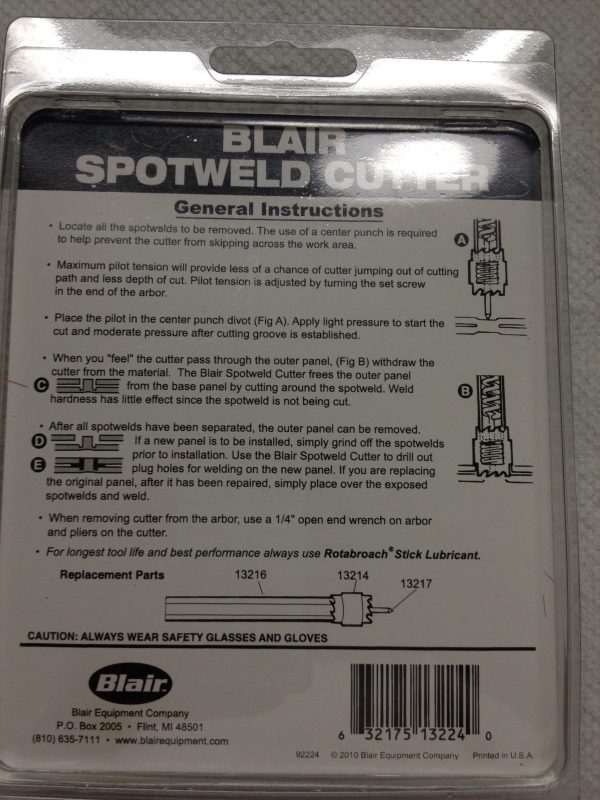 BLAIR
SPOTWELD CUTTER
General Instructions
• Locate all the spotwelds to be removed. The use of a center punch is required
to help prevent the cutter from skipping across the work area.
A
• Maximum pilot tension will provide less of a chance of cutter jumping out of cutting
path and less depth of cut. Pilot tension is adjusted by turning the set screw
in the end of the arbor.
• Place the pilot in the center punch divot (Fig A). Apply light pressure to start the
cut and moderate pressure after cutting groove is established.
• When you "feel" the cutter pass through the outer panel, (Fig B) withdraw the
cutter from the material. The Blair Spotweld Cutter frees the outer panel
C from the base panel by cutting around the spotweld. Weld
B
hardness has little effect since the spotweld is not being cut.
• After all spotwelds have been separated, the outer panel can be removed.
D If a new panel is to be installed, simply grind off the spotwelds
prior to installation. Use the Blair Spotweld Cutter to drill out
E plug holes for welding on the new panel. If you are replacing
the original panel, after it has been repaired, simply place over the exposed
spotwelds and weld.
• When removing cutter from the arbor, use a 1/4" open end wrench on arbor
and pliers on the cutter.
• For longest tool life and best performance always use Rotabroach® Stick Lubricant.
Replacement Parts 13216 13214 13217
CAUTION: ALWAYS WEAR SAFETY GLASSES AND GLOVES
Blair
Blair Equipment Company
P.O. Box 2005 • Flint, MI 48501
(810) 635-7111 • www.blairequipment.com
6 32175 13224 0
92224 © 2010 Blair Equipment Company Printed in U.S.A.